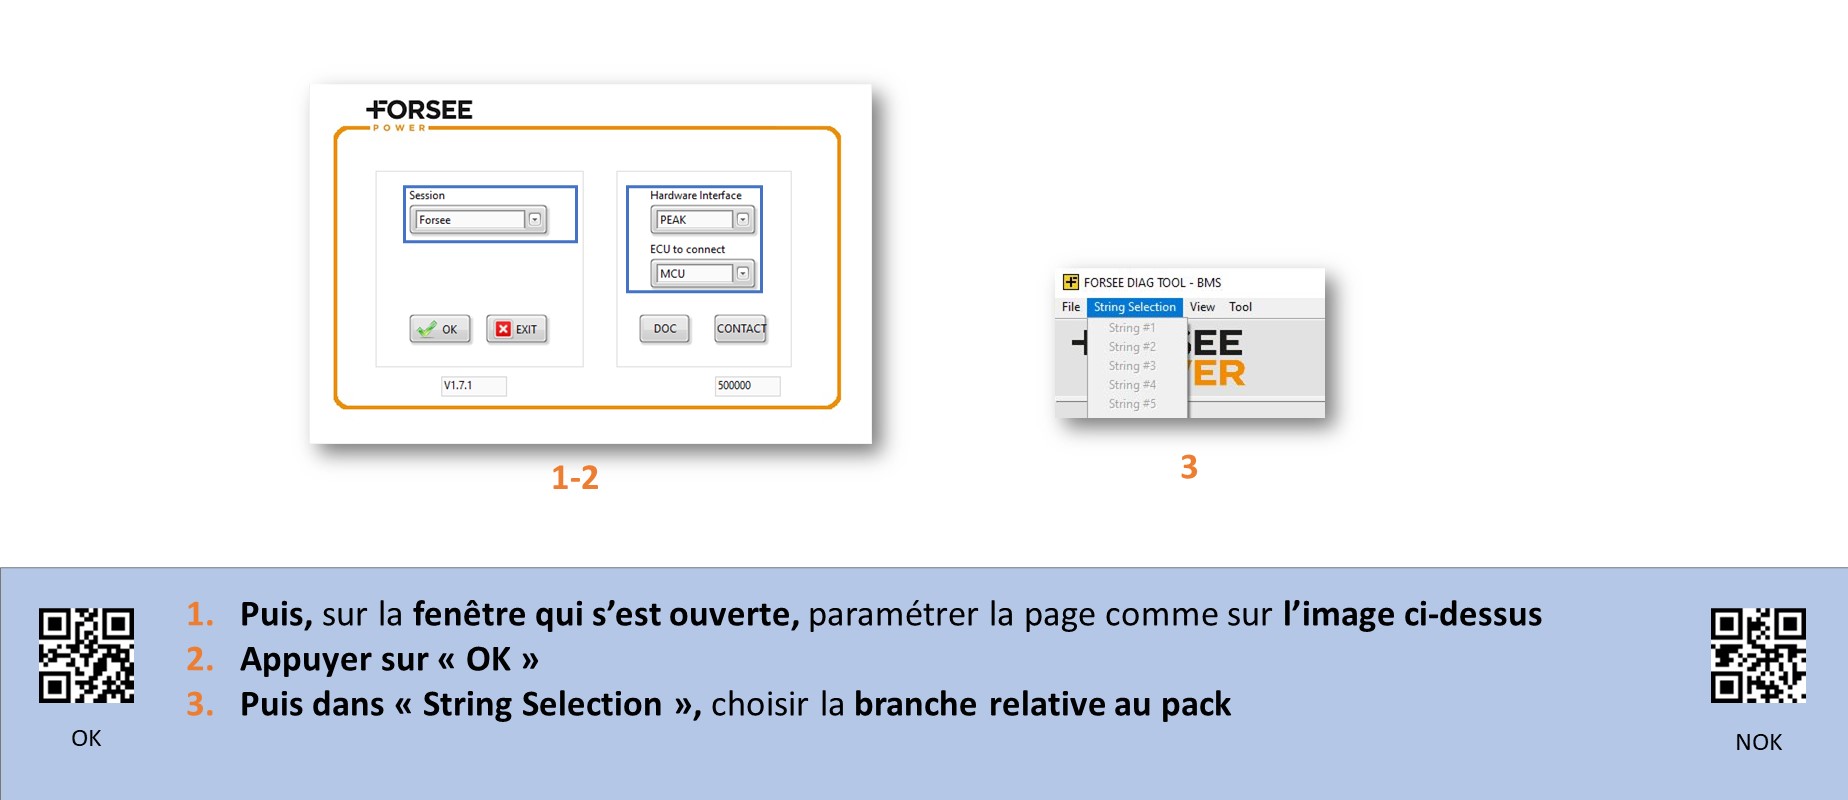 FORSEE
POWER
Session
Forsee
Hardware Interface
PEAK
ECU to connect
MCU
OK
EXIT
DOC
CONTACT
V1.7.1
500000
1-2
FORSEE DIAG TOOL - BMS
File String Selection View Tool
String #1
String #2
String #3
String #4
String #5
EE
ER
3
1. Puis, sur la fenêtre qui s’est ouverte, paramétrer la page comme sur l’image ci-dessus
2. Appuyer sur « OK »
3. Puis dans « String Selection », choisir la branche relative au pack
OK
NOK